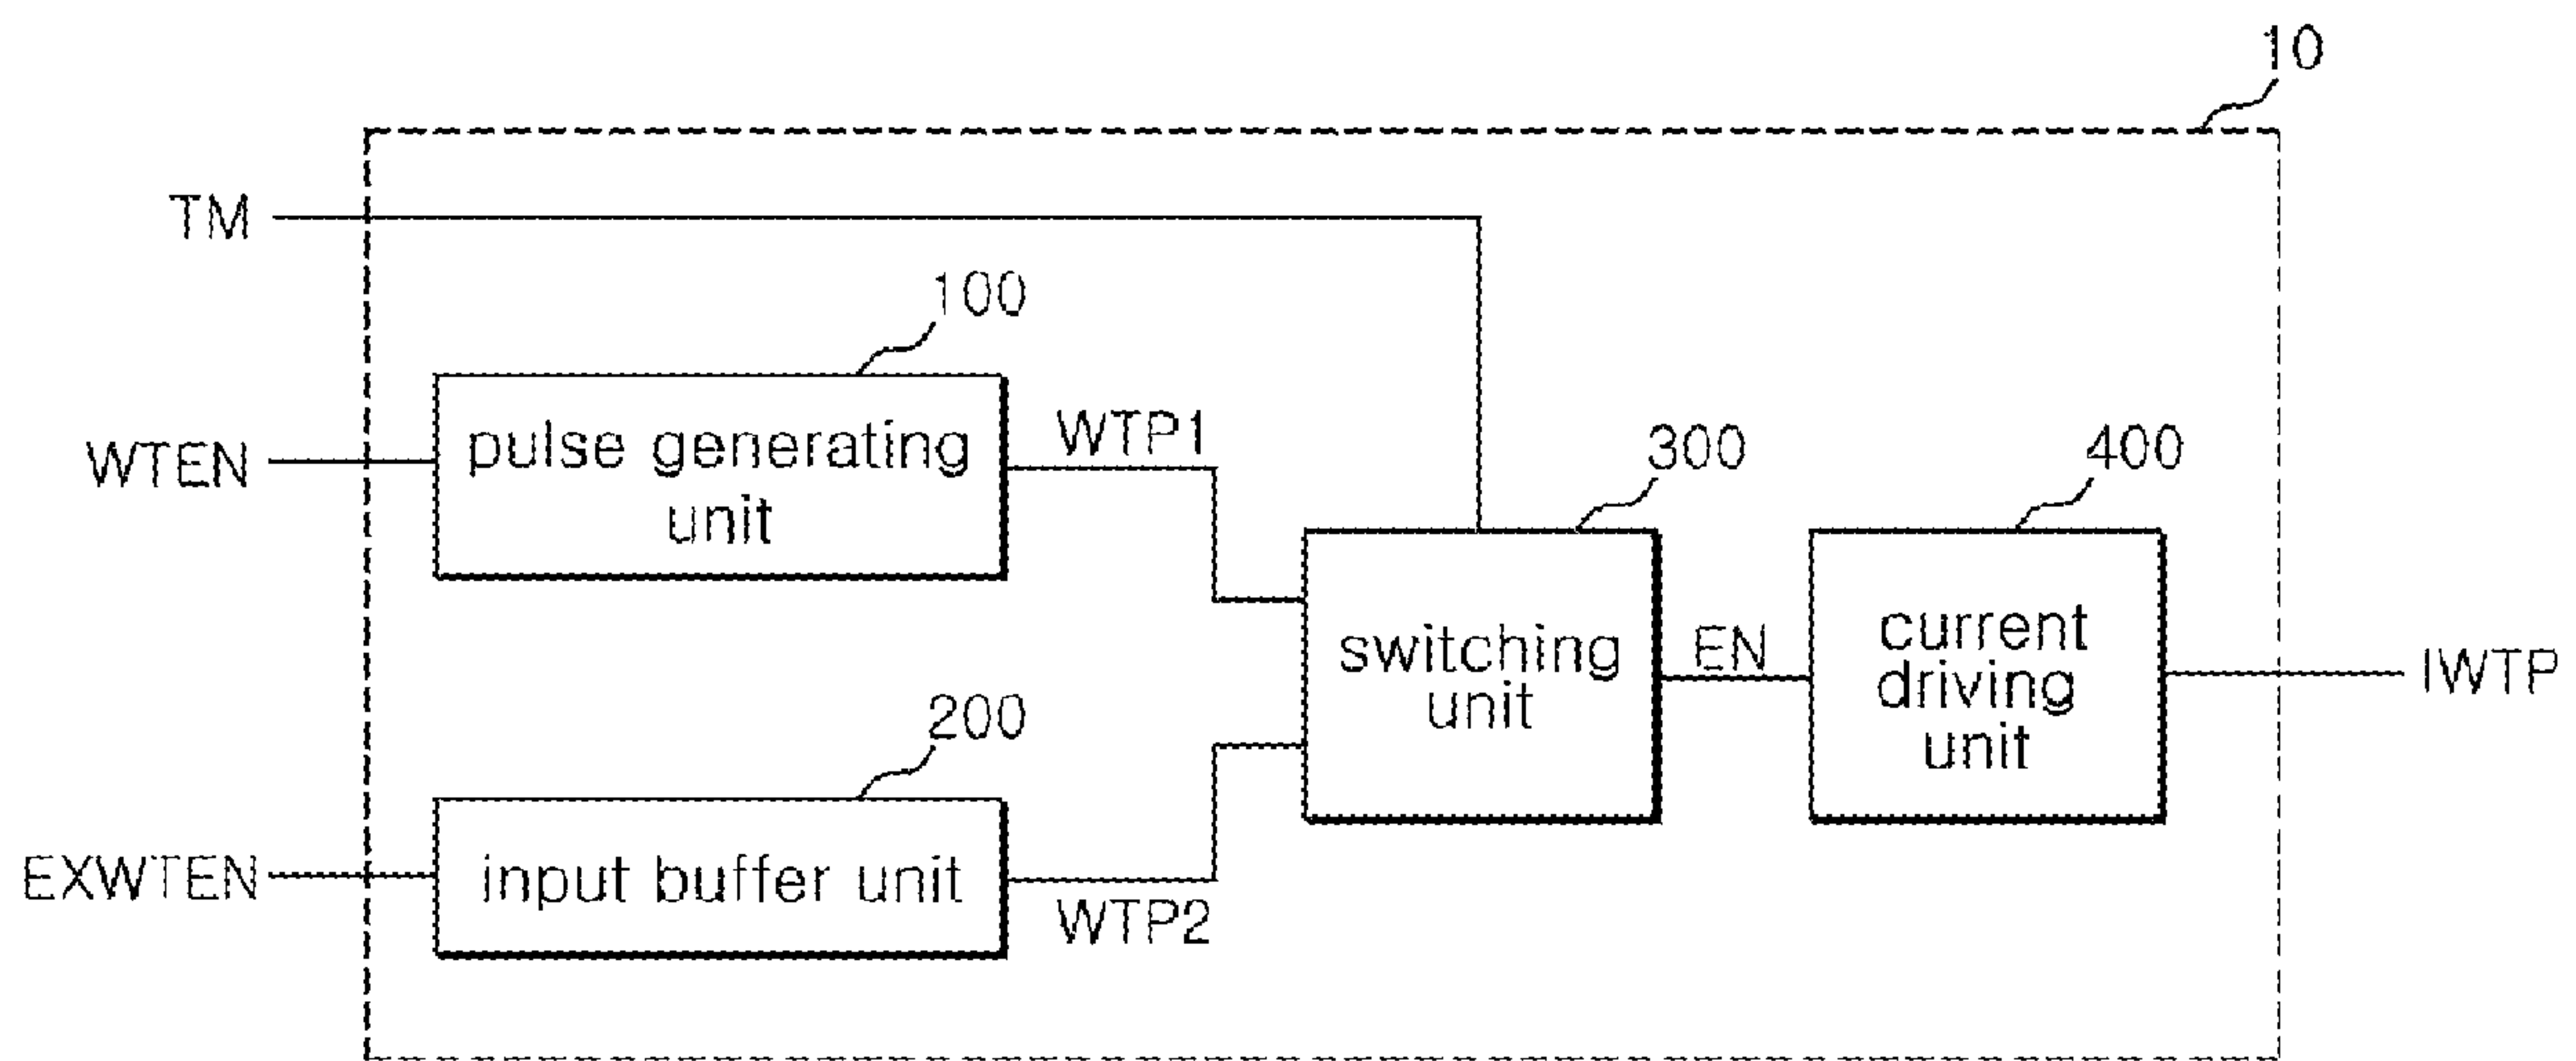 10
TM
100
WTEN
pulse generating
unit
WTP1
300
400
switching
unit
EN
current
driving
unit
IWTP
200
EXWTEN
input buffer unit
WTP2